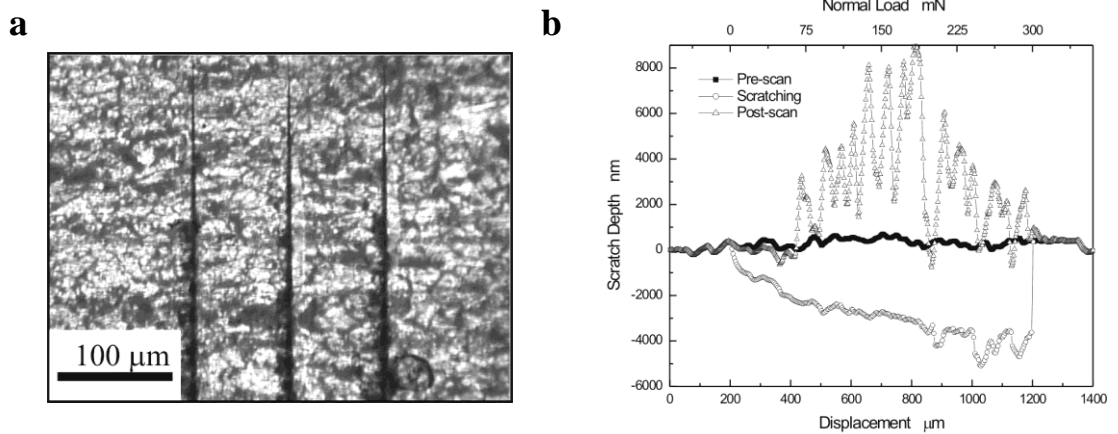 a
100 μm
b
Normal Load mN
0 75 150 225 300
Pre-scan
Scratching
Post-scan
Scratch Depth nm
8000
6000
4000
2000
0
-2000
-4000
-6000
0 200 400 600 800 1000 1200 1400
Displacement μm